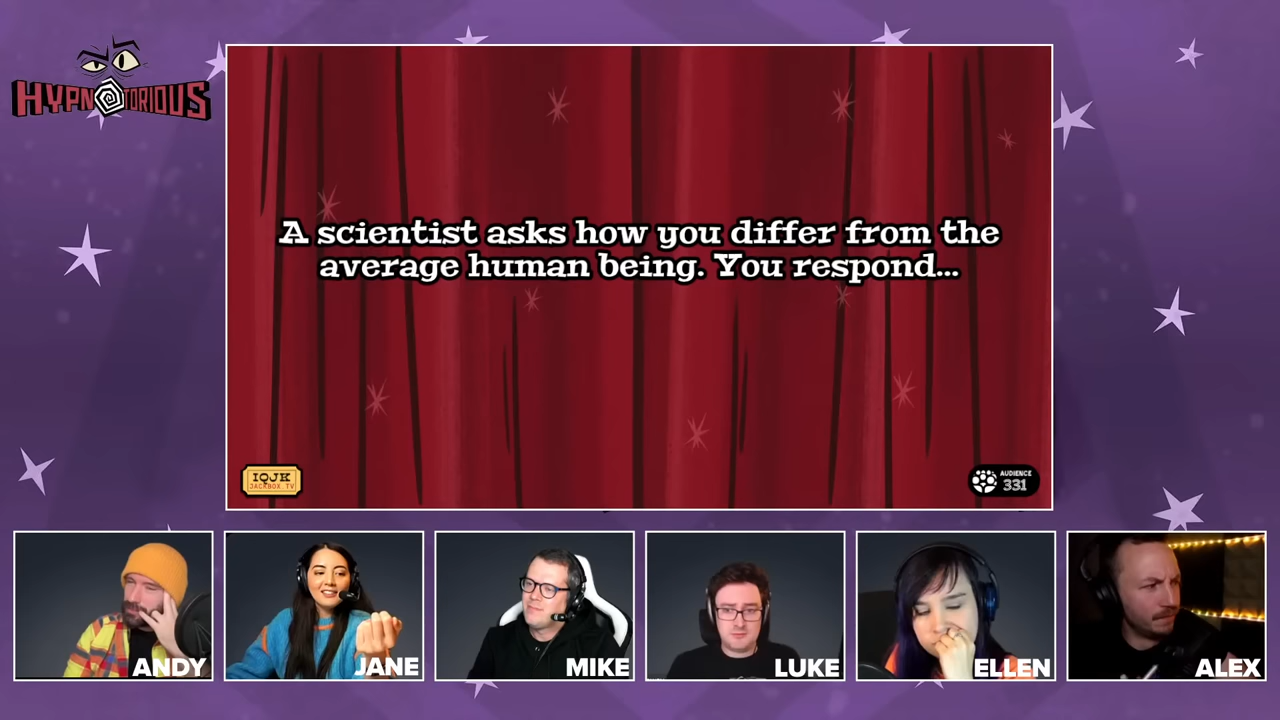 HYPNOTORIOUS
A scientist asks how you differ from the
average human being. You respond...
IQJK
JACKBOX.TV
AUDIENCE
331
ANDY
JANE
MIKE
LUKE
ELLEN
ALEX